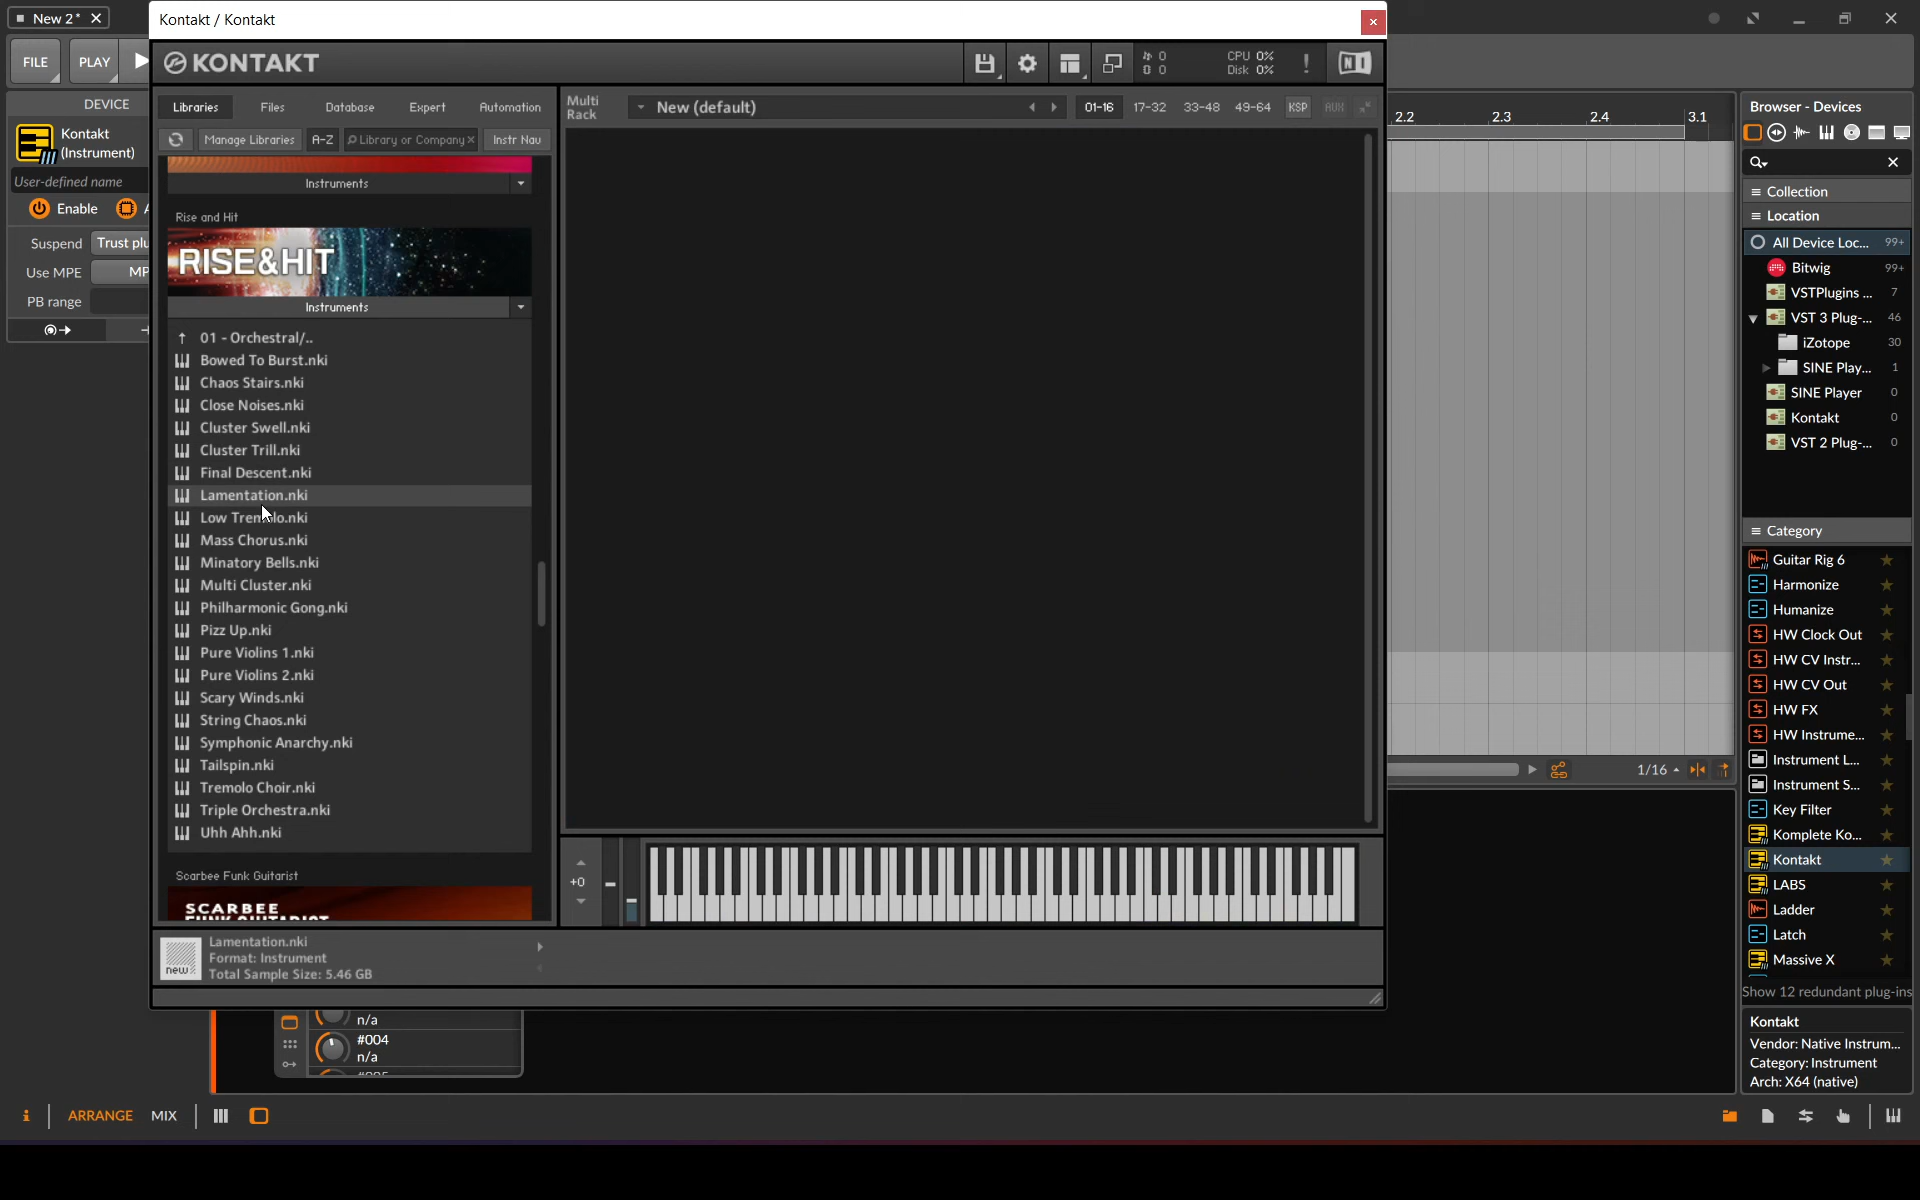 New 2*
Kontakt / Kontakt
FILE
PLAY
KONTAKT
0
0
CPU 0%
Disk 0%
!
NI
DEVICE
Kontakt
(Instrument)
User-defined name
Enable
Suspend
Trust plu
Use MPE
MP
PB range
Libraries
Files
Database
Expert
Automation
Manage Libraries
A-Z
Library or Company
Instr Nau
Multi
Rack
New (default)
01-16
17-32
33-48
49-64
KSP
AUX
2.2
2.3
2.4
3.1
Instruments
Rise and Hit
RISE&HIT
Instruments
↑ 01 - Orchestral/..
Bowed To Burst.nki
Chaos Stairs.nki
Close Noises.nki
Cluster Swell.nki
Cluster Trill.nki
Final Descent.nki
Lamentation.nki
Low Tremolo.nki
Mass Chorus.nki
Minatory Bells.nki
Multi Cluster.nki
Philharmonic Gong.nki
Pizz Up.nki
Pure Violins 1.nki
Pure Violins 2.nki
Scary Winds.nki
String Chaos.nki
Symphonic Anarchy.nki
Tailspin.nki
Tremolo Choir.nki
Triple Orchestra.nki
Uhh Ahh.nki
Scarbee Funk Guitarist
SCARBEE
FUNK GUITARIST
+0
new
Lamentation.nki
Format: Instrument
Total Sample Size: 5.46 GB
n/a
#004
n/a
#005
1/16
ARRANGE
MIX
Browser - Devices
Collection
Location
All Device Loc... 99+
Bitwig 99+
VSTPlugins ... 7
VST 3 Plug-... 46
iZotope 30
SINE Play... 1
SINE Player 0
Kontakt 0
VST 2 Plug-... 0
Category
Guitar Rig 6
Harmonize
Humanize
HW Clock Out
HW CV Instr...
HW CV Out
HW FX
HW Instrume...
Instrument L...
Instrument S...
Key Filter
Komplete Ko...
Kontakt
LABS
Ladder
Latch
Massive X
Show 12 redundant plug-ins
Kontakt
Vendor: Native Instrum...
Category: Instrument
Arch: X64 (native)